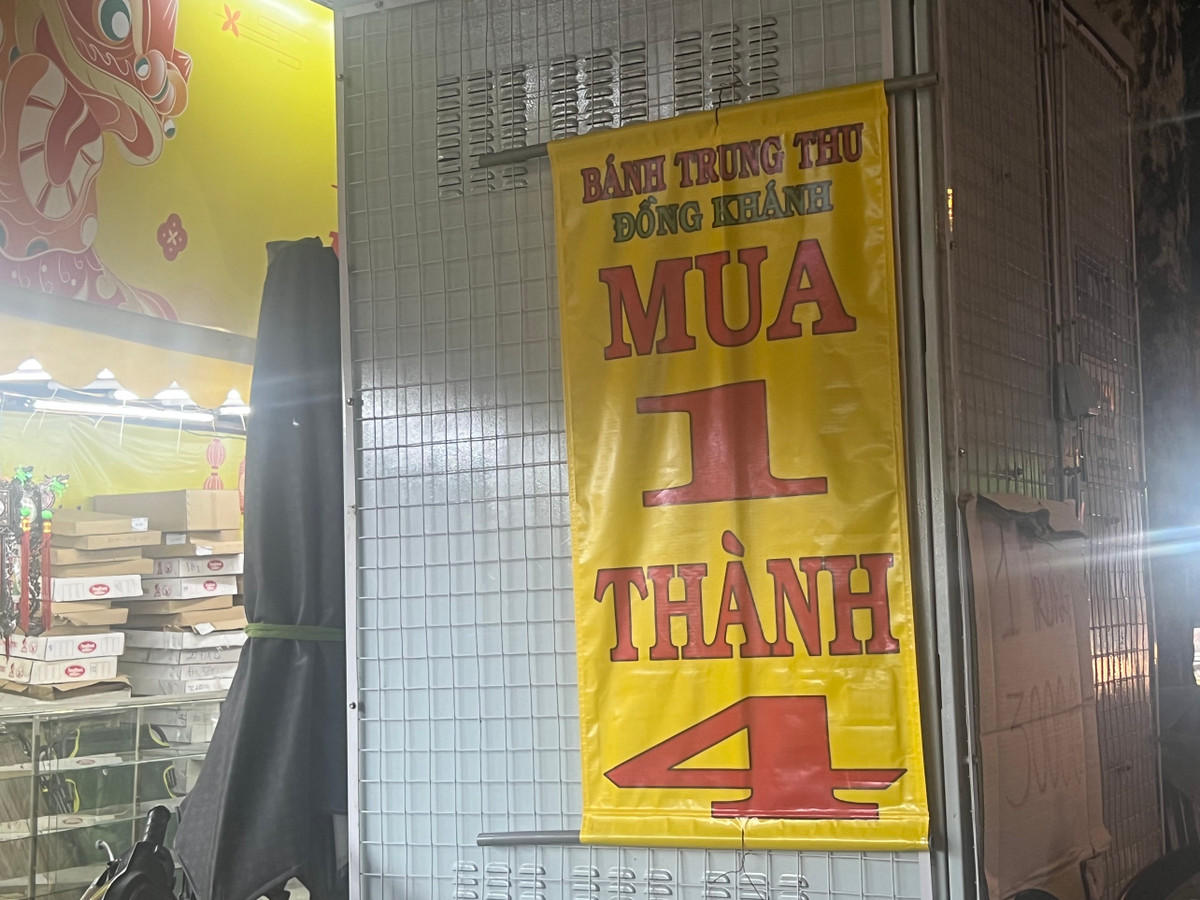 BÁNH TRUNG THU
ĐỒNG KHÁNH
MUA
1
THÀNH
4